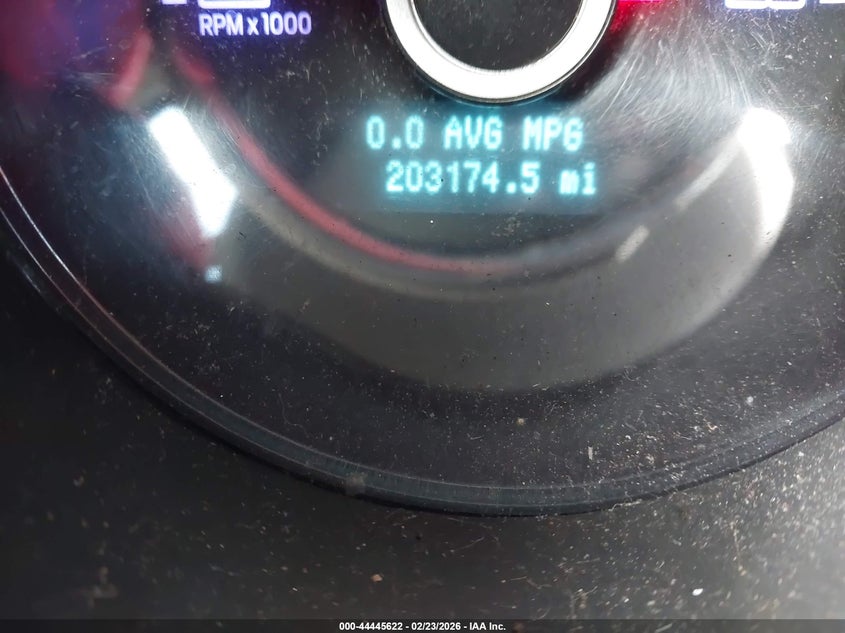 RPM x 1000
0.0 AVG MPG
203174.5 mi
000-44445622 - 02/23/2026 - IAA Inc.